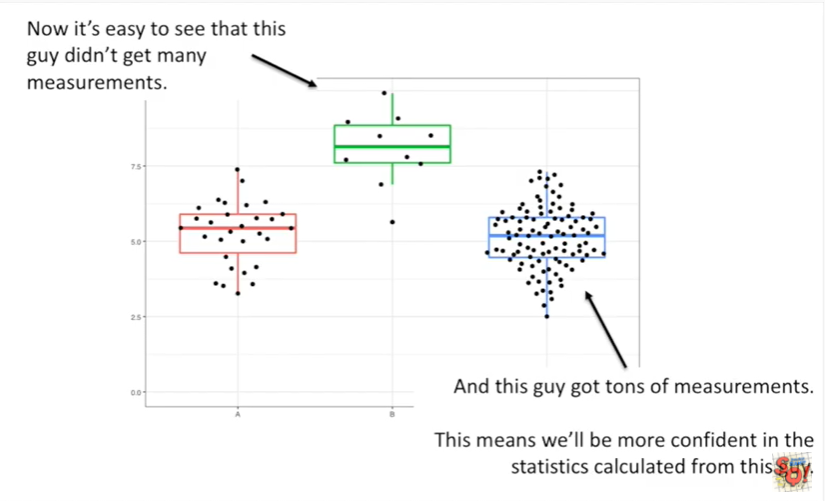 Now it's easy to see that this
guy didn't get many
measurements.
7.5
5.0
2.5
0.0
A
B
And this guy got tons of measurements.
This means we'll be more confident in the
statistics calculated from this guy.